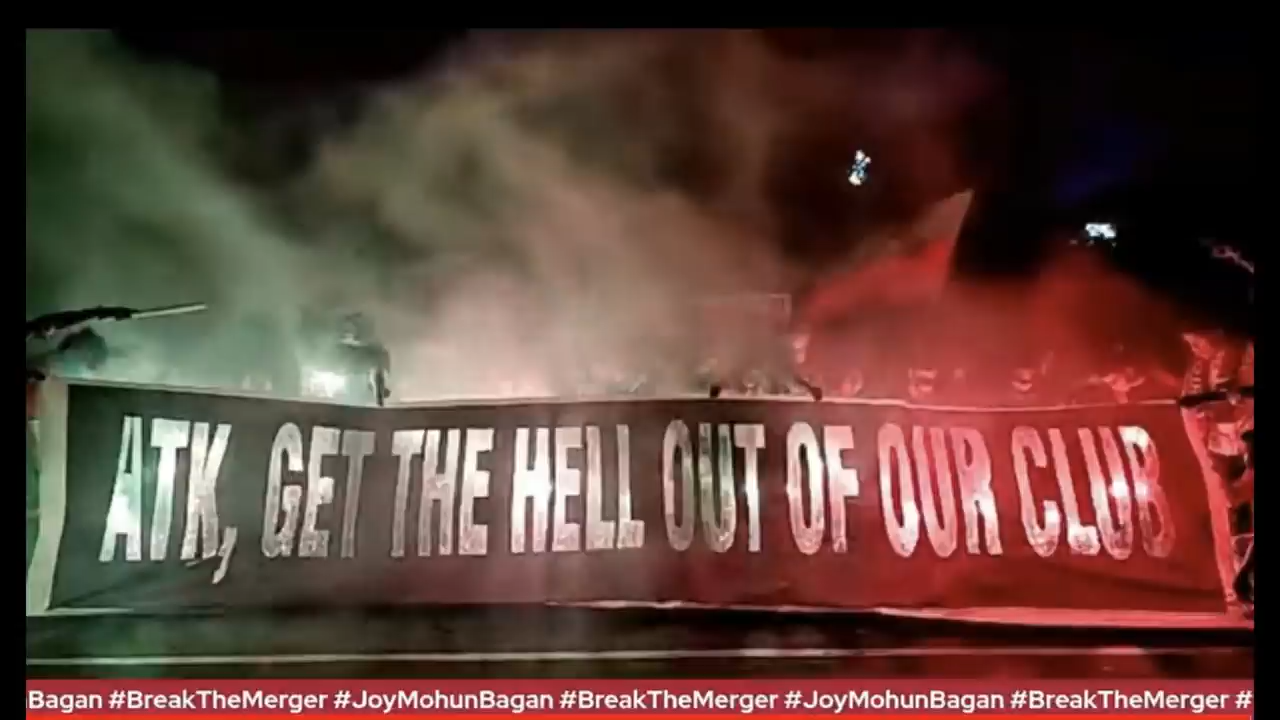 ATK, GET THE HELL OUT OF OUR CLUB
Bagan #BreakTheMerger #JoyMohunBagan #BreakTheMerger #JoyMohunBagan #BreakTheMerger #